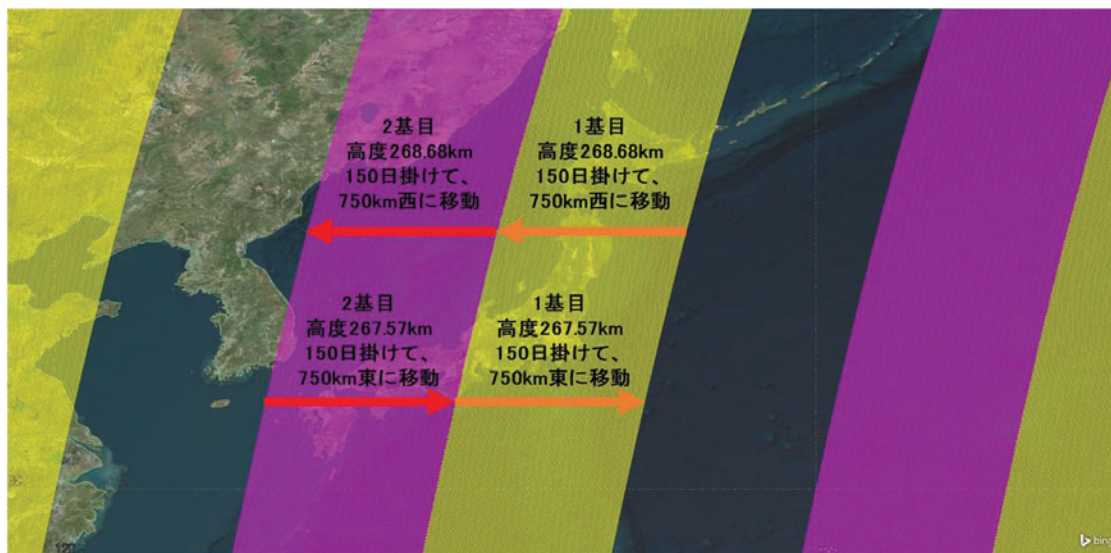 2基目
高度268.68km
150日掛けて、
750km西に移動
1基目
高度268.68km
150日掛けて、
750km西に移動
2基目
高度267.57km
150日掛けて、
750km東に移動
1基目
高度267.57km
150日掛けて、
750km東に移動
bing